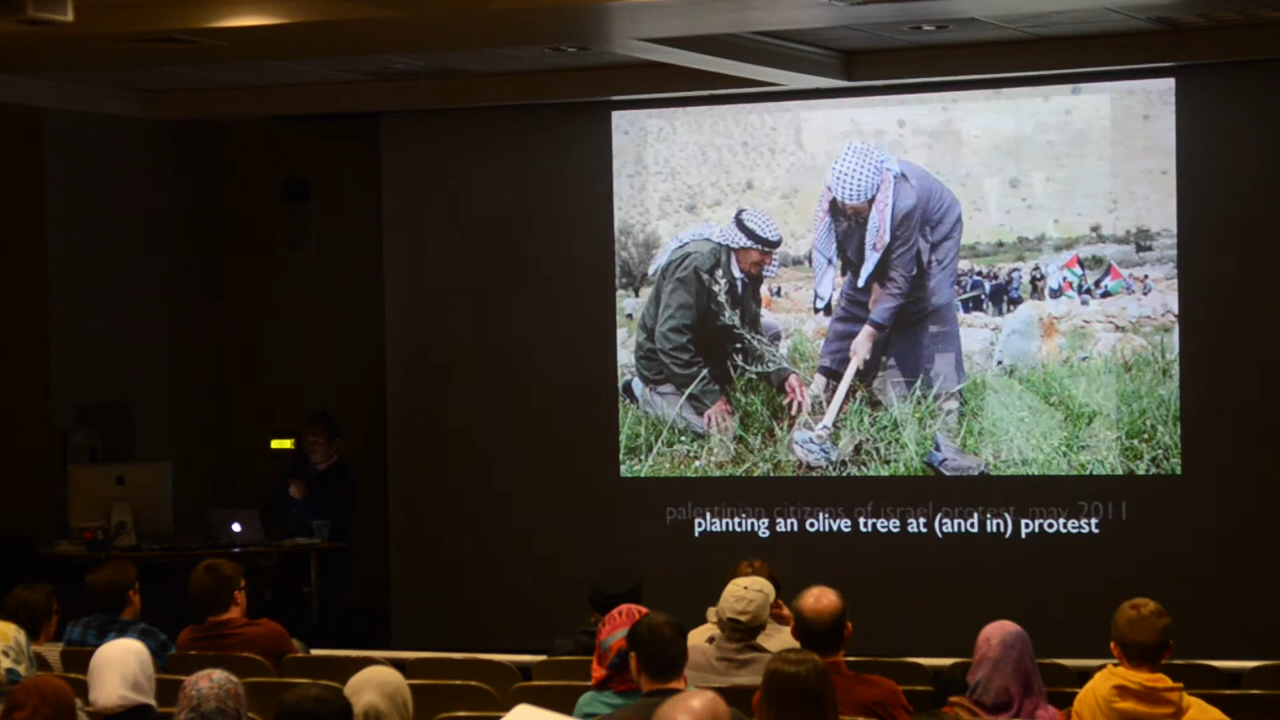 palestinian citizens of israel protest, may 2011
planting an olive tree at (and in) protest